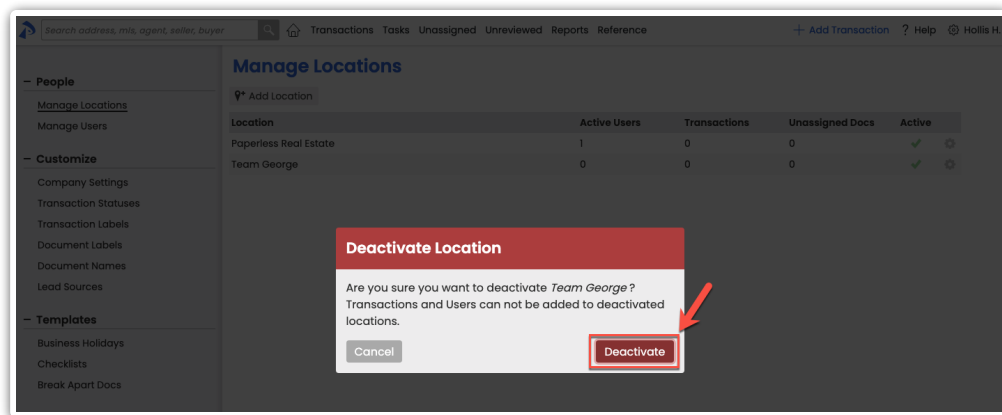 Search address, mls, agent, seller, buyer
Transactions Tasks Unassigned Unreviewed Reports Reference
+ Add Transaction ? Help Hollis H.
− People
Manage Locations
Manage Users
− Customize
Company Settings
Transaction Statuses
Transaction Labels
Document Labels
Document Names
Lead Sources
− Templates
Business Holidays
Checklists
Break Apart Docs
Manage Locations
Add Location
Location Active Users Transactions Unassigned Docs Active
Paperless Real Estate 1 0 0
Team George 0 0 0
Deactivate Location
Are you sure you want to deactivate Team George ?
Transactions and Users can not be added to deactivated
locations.
Cancel Deactivate